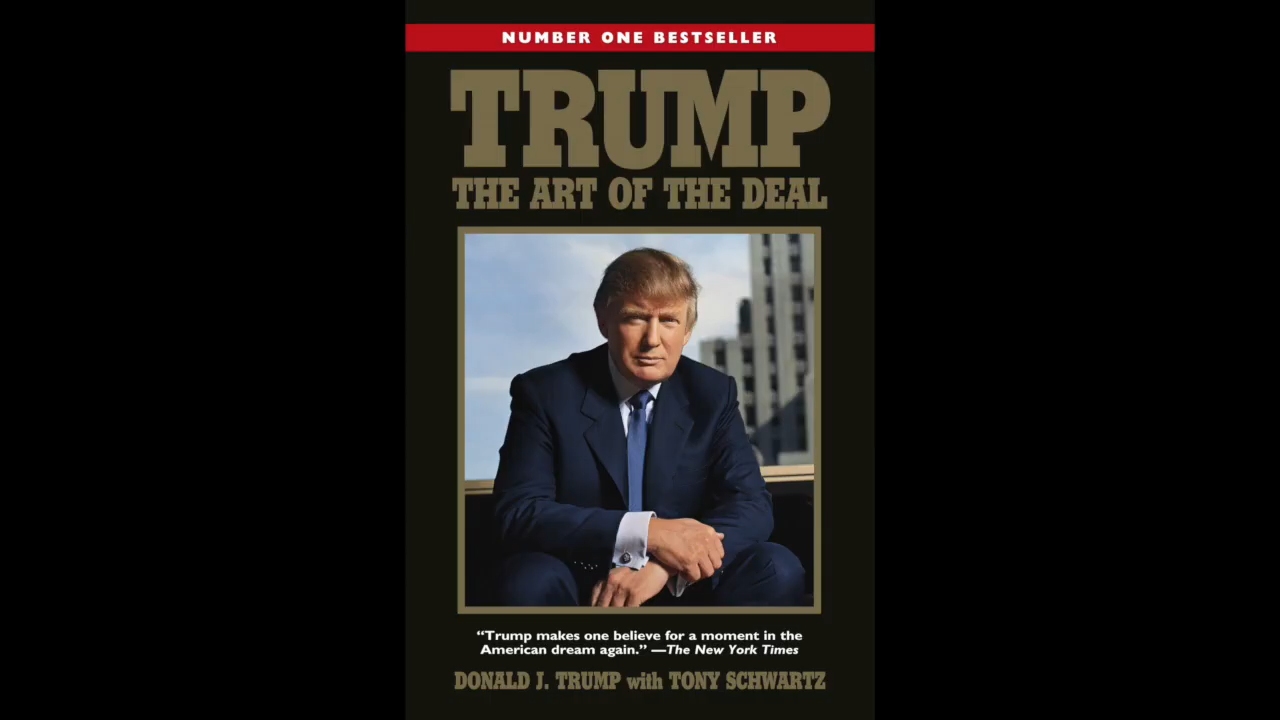 NUMBER ONE BESTSELLER
TRUMP
THE ART OF THE DEAL
“Trump makes one believe for a moment in the
American dream again.” —The New York Times
DONALD J. TRUMP with TONY SCHWARTZ